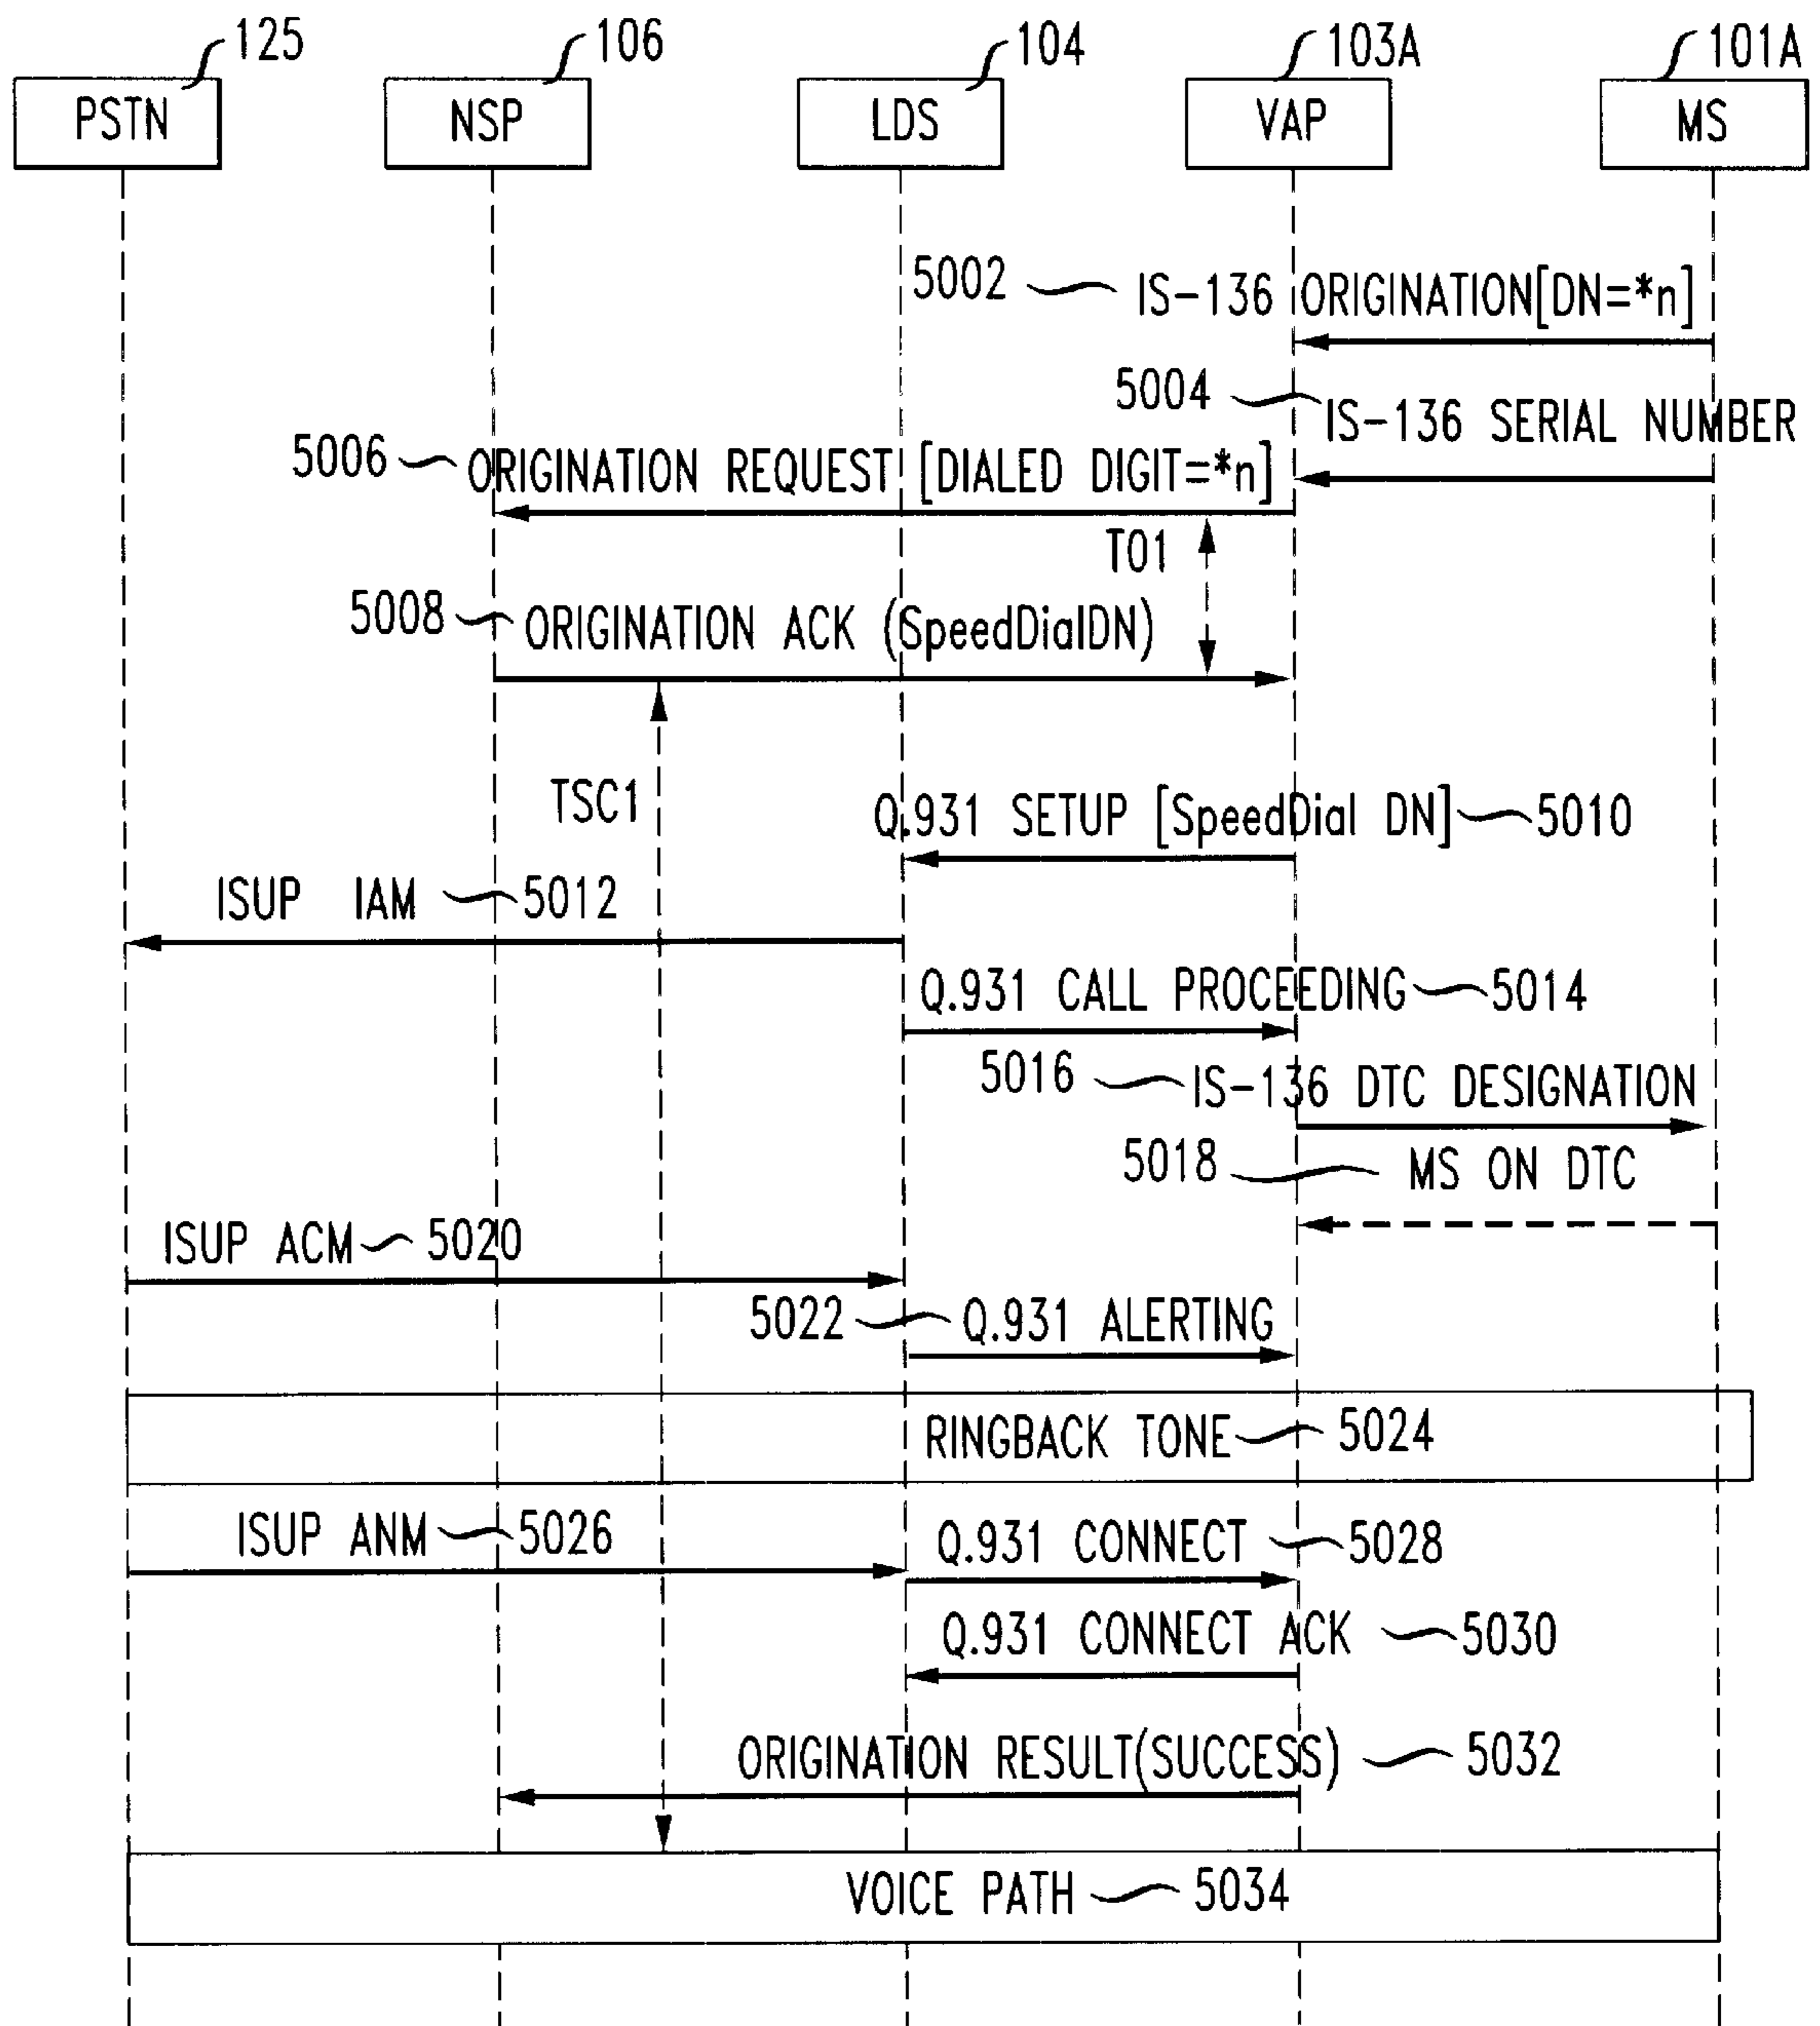 125
106
104
103A
101A
PSTN
NSP
LDS
VAP
MS
5002 IS-136 ORIGINATION[DN=*n]
5004 IS-136 SERIAL NUMBER
5006 ORIGINATION REQUEST [DIALED DIGIT=*n]
T01
5008 ORIGINATION ACK (SpeedDialDN)
TSC1
Q.931 SETUP [SpeedDial DN] 5010
ISUP IAM 5012
Q.931 CALL PROCEEDING 5014
5016 IS-136 DTC DESIGNATION
5018 MS ON DTC
ISUP ACM 5020
5022 Q.931 ALERTING
RINGBACK TONE 5024
ISUP ANM 5026
Q.931 CONNECT 5028
Q.931 CONNECT ACK 5030
ORIGINATION RESULT(SUCCESS) 5032
VOICE PATH 5034